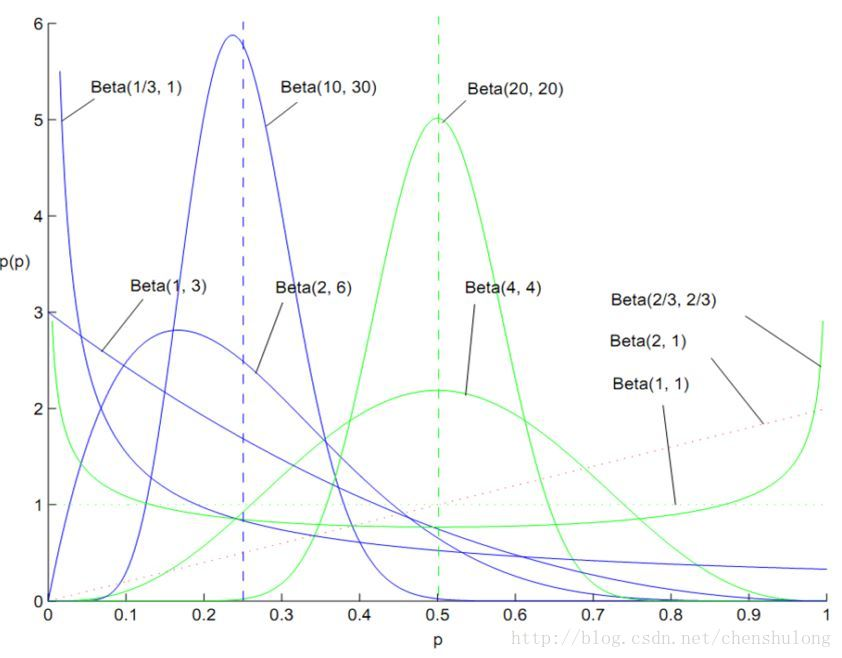 6
Beta(1/3, 1)
Beta(10, 30)
Beta(20, 20)
5
4
p(p)
Beta(1, 3)
Beta(2, 6)
Beta(4, 4)
Beta(2/3, 2/3)
3
Beta(2, 1)
Beta(1, 1)
2
1
0
0 0.1 0.2 0.3 0.4 0.5 0.6 0.7 0.8 0.9 1
p
http://blog.csdn.net/chenshulong